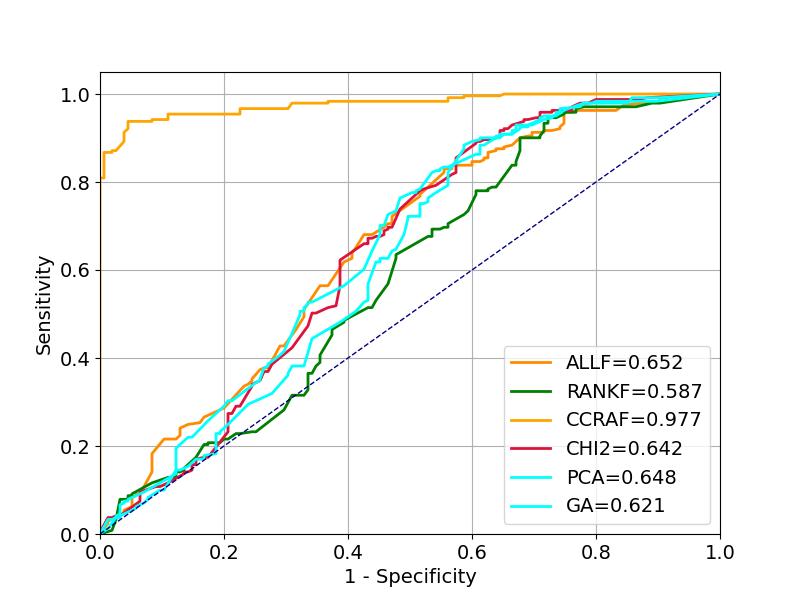 1.0
0.8
0.6
0.4
0.2
0.0
Sensitivity
ALLF=0.652
RANKF=0.587
CCRAF=0.977
CHI2=0.642
PCA=0.648
GA=0.621
0.0 0.2 0.4 0.6 0.8 1.0
1 - Specificity